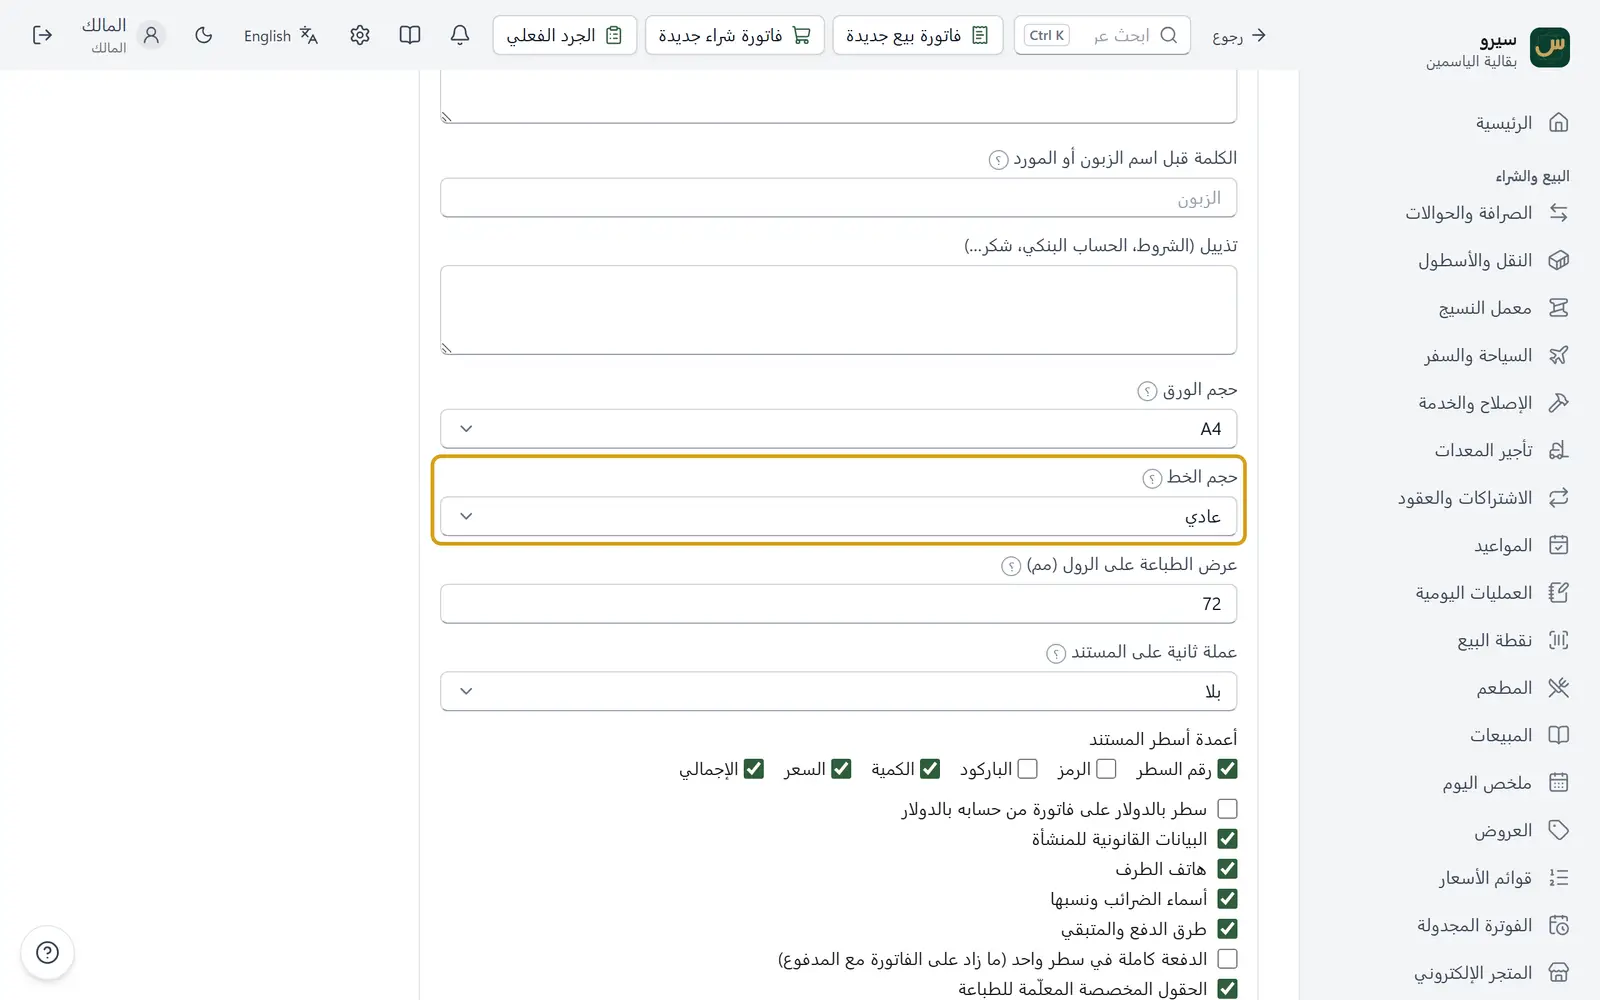 سيرو
بقالية الياسمين
رجوع
ابحث عر
Ctrl K
فاتورة بيع جديدة
فاتورة شراء جديدة
الجرد الفعلي
English
المالك
المالك
الرئيسية
البيع والشراء
الصرافة والحوالات
النقل والأسطول
معمل النسيج
السياحة والسفر
الإصلاح والخدمة
تأجير المعدات
الاشتراكات والعقود
المواعيد
العمليات اليومية
نقطة البيع
المطعم
المبيعات
ملخص اليوم
العروض
قوائم الأسعار
الفوترة المجدولة
المتجر الإلكتروني
الكلمة قبل اسم الزبون أو المورد ؟
الزبون
تذييل (الشروط، الحساب البنكي، شكر...)
حجم الورق ؟
A4
حجم الخط ؟
عادي
عرض الطباعة على الرول (مم) ؟
72
عملة ثانية على المستند ؟
بلا
أعمدة أسطر المستند
رقم السطر الرمز الباركود الكمية السعر الإجمالي
سطر بالدولار على فاتورة من حسابه بالدولار
البيانات القانونية للمنشأة
هاتف الطرف
أسماء الضرائب ونسبها
طرق الدفع والمتبقي
الدفعة كاملة في سطر واحد (ما زاد على الفاتورة مع المدفوع)
الحقول المخصصة المعلّمة للطباعة